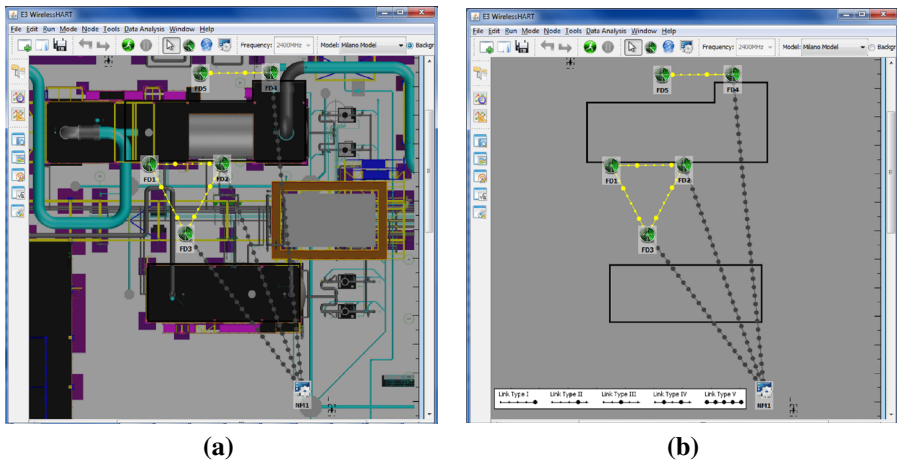 E3 WirelessHART
File Edit Run Mode Node Tools Data Analysis Window Help
Frequency: 2400MHz Model: Milano Model Backgr
FD5 FD4
FD1 FD2
FD3
NM1
(a)
E3 WirelessHART
File Edit Run Mode Node Tools Data Analysis Window Help
Frequency: 2400MHz Model: Milano Model Backgr
FD5 FD4
FD1 FD2
FD3
Link Type I Link Type II Link Type III Link Type IV Link Type V
NM1
(b)